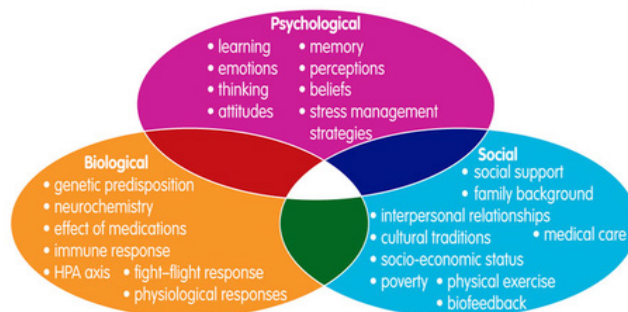 Psychological
• learning
• emotions
• thinking
• attitudes
• memory
• perceptions
• beliefs
• stress management
strategies
Biological
• genetic predisposition
• neurochemistry
• effect of medications
• immune response
• HPA axis
• fight–flight response
• physiological responses
Social
• social support
• family background
• interpersonal relationships
• cultural traditions
• medical care
• socio-economic status
• poverty
• physical exercise
• biofeedback